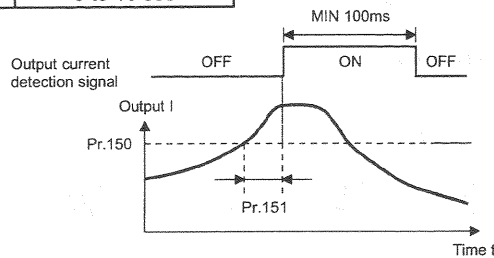 MIN 100ms
OFF
ON
OFF
Output current
detection signal
Output I
Pr.150
Pr.151
Time t